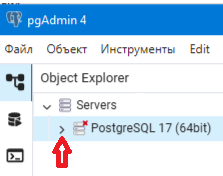 pgAdmin 4
Файл Объект Инструменты Edit
Object Explorer
Servers
PostgreSQL 17 (64bit)